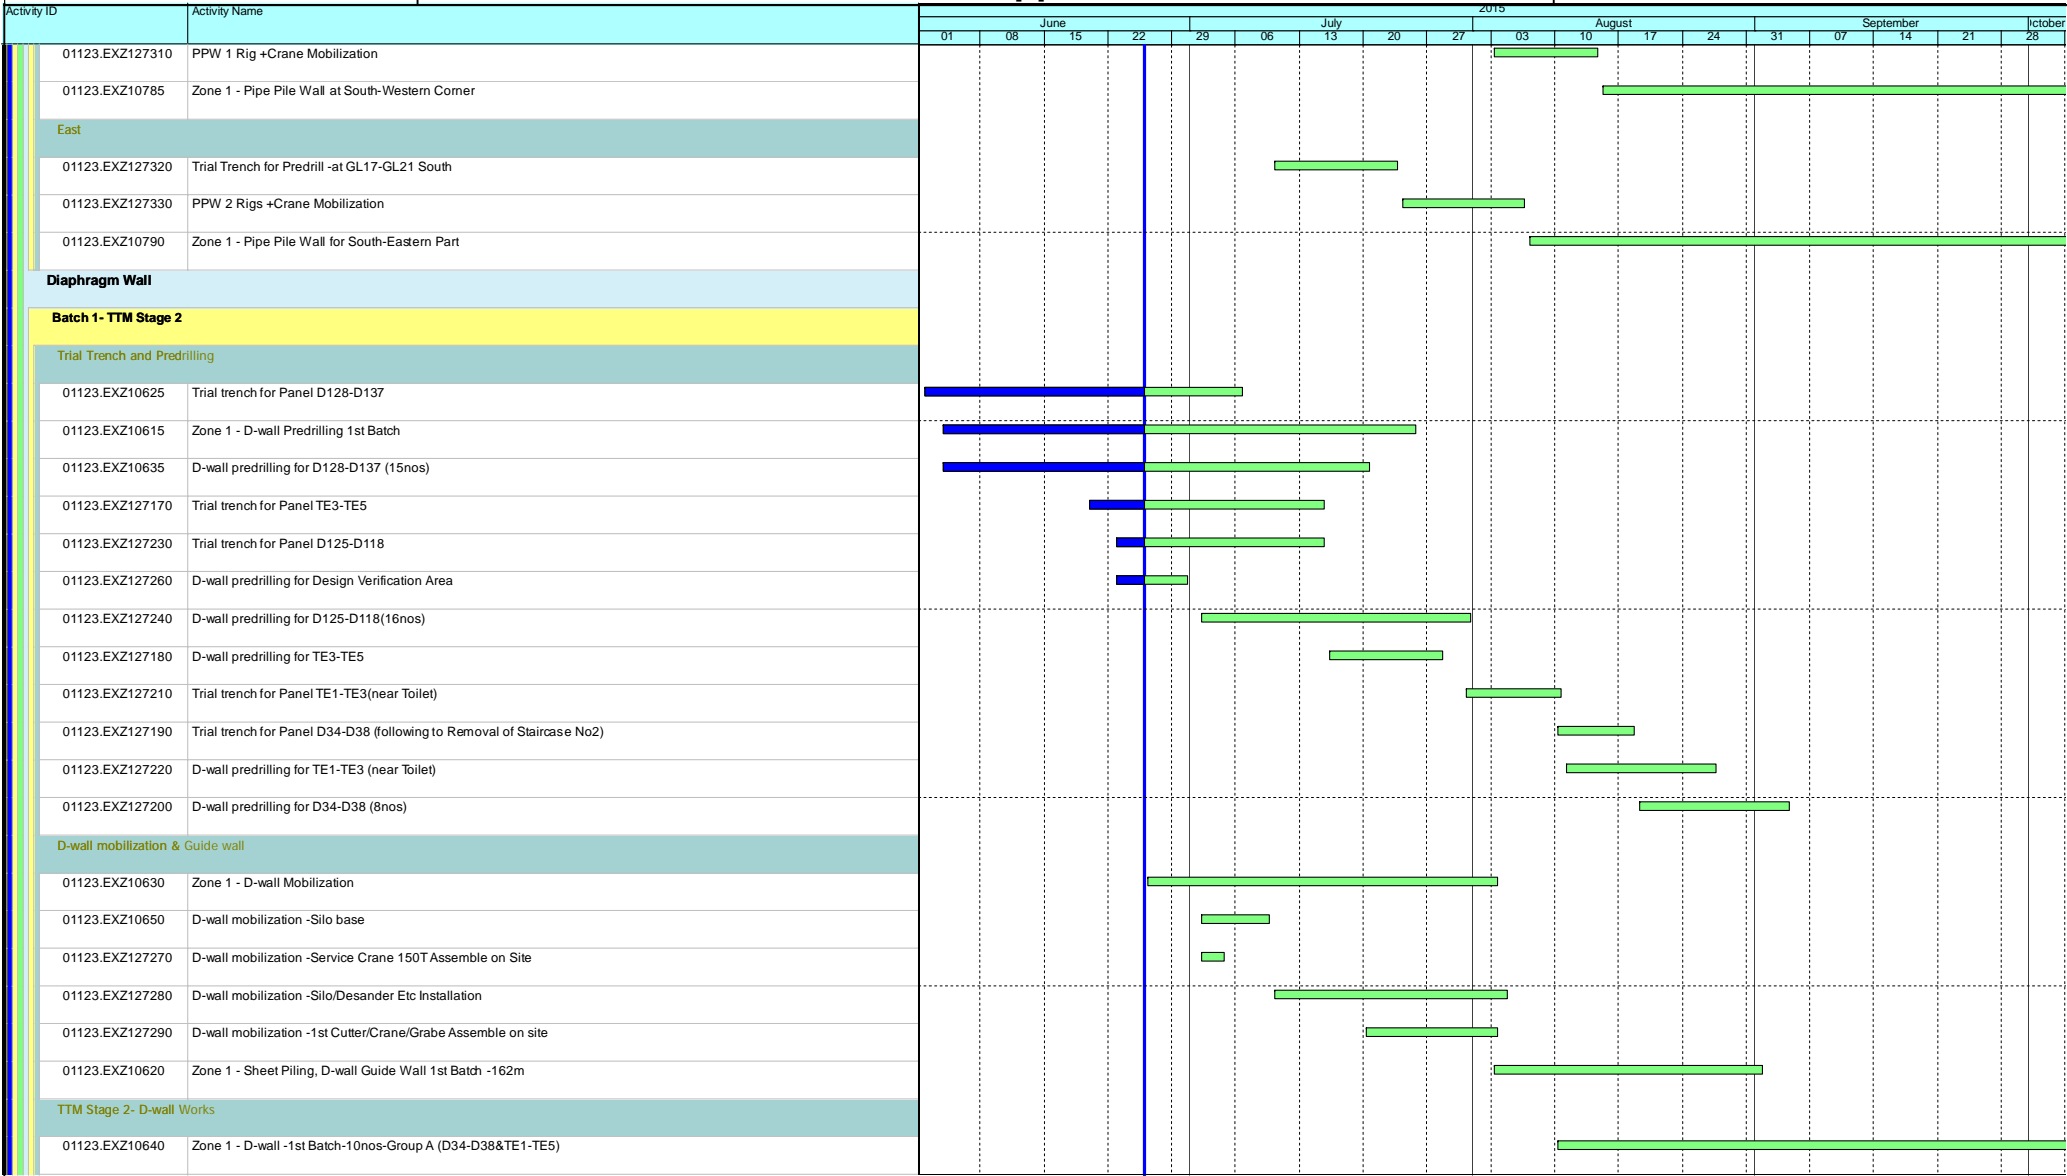 Activity ID Activity Name 2015
June July August September October
01 08 15 22 29 06 13 20 27 03 10 17 24 31 07 14 21 28
01123.EXZ127310 PPW 1 Rig +Crane Mobilization
01123.EXZ10785 Zone 1 - Pipe Pile Wall at South-Western Corner
East
01123.EXZ127320 Trial Trench for Predrill -at GL17-GL21 South
01123.EXZ127330 PPW 2 Rigs +Crane Mobilization
01123.EXZ10790 Zone 1 - Pipe Pile Wall for South-Eastern Part
Diaphragm Wall
Batch 1- TTM Stage 2
Trial Trench and Predrilling
01123.EXZ10625 Trial trench for Panel D128-D137
01123.EXZ10615 Zone 1 - D-wall Predrilling 1st Batch
01123.EXZ10635 D-wall predrilling for D128-D137 (15nos)
01123.EXZ127170 Trial trench for Panel TE3-TE5
01123.EXZ127230 Trial trench for Panel D125-D118
01123.EXZ127260 D-wall predrilling for Design Verification Area
01123.EXZ127240 D-wall predrilling for D125-D118(16nos)
01123.EXZ127180 D-wall predrilling for TE3-TE5
01123.EXZ127210 Trial trench for Panel TE1-TE3(near Toilet)
01123.EXZ127190 Trial trench for Panel D34-D38 (following to Removal of Staircase No2)
01123.EXZ127220 D-wall predrilling for TE1-TE3 (near Toilet)
01123.EXZ127200 D-wall predrilling for D34-D38 (8nos)
D-wall mobilization & Guide wall
01123.EXZ10630 Zone 1 - D-wall Mobilization
01123.EXZ10650 D-wall mobilization -Silo base
01123.EXZ127270 D-wall mobilization -Service Crane 150T Assemble on Site
01123.EXZ127280 D-wall mobilization -Silo/Desander Etc Installation
01123.EXZ127290 D-wall mobilization -1st Cutter/Crane/Grabe Assemble on site
01123.EXZ10620 Zone 1 - Sheet Piling, D-wall Guide Wall 1st Batch -162m
TTM Stage 2- D-wall Works
01123.EXZ10640 Zone 1 - D-wall -1st Batch-10nos-Group A (D34-D38&TE1-TE5)